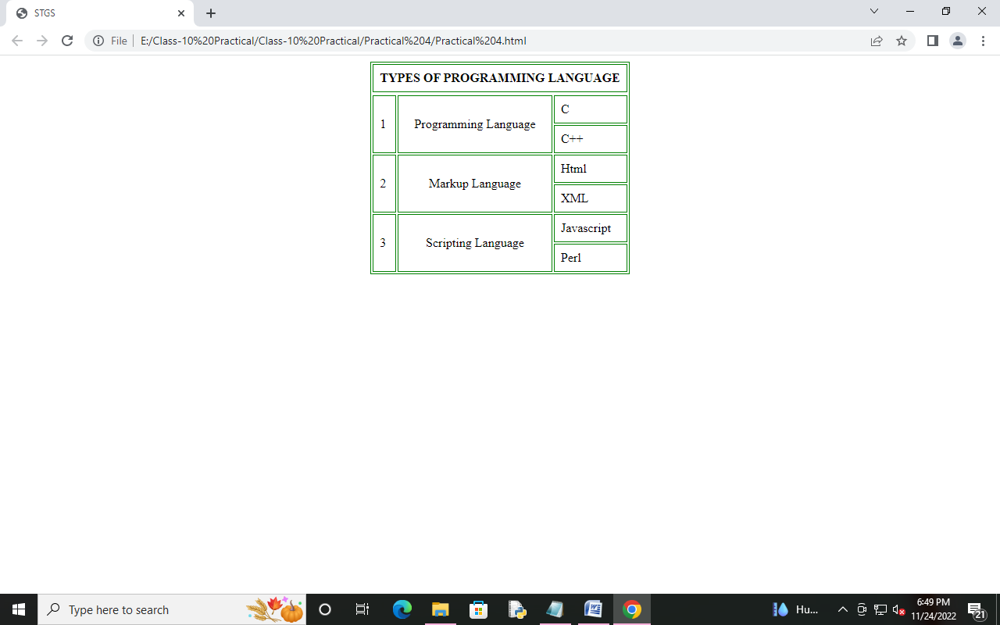 STGS
File
E:/Class-10%20Practical/Class-10%20Practical/Practical%204/Practical%204.html
TYPES OF PROGRAMMING LANGUAGE
1
Programming Language
C
C++
2
Markup Language
Html
XML
3
Scripting Language
Javascript
Perl
Type here to search
W
Hu...
6:49 PM
11/24/2022
21